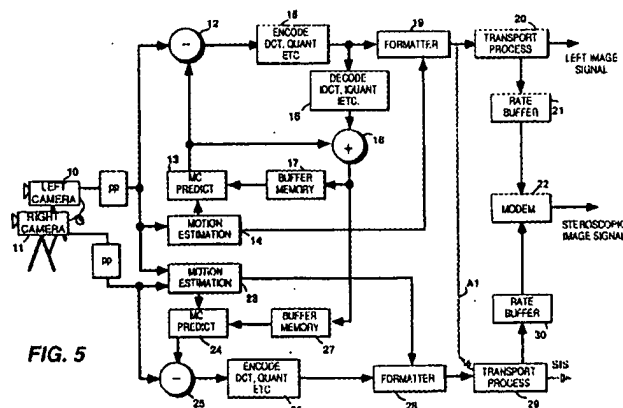 12
15
ENCODE
DCT, QUANT
ETC
19
FORMATTER
20
TRANSPORT
PROCESS
LEFT IMAGE
SIGNAL
DECODE
IDCT, IQUANT
IETC.
16
RATE
BUFFER
21
18
10
LEFT
CAMERA
RIGHT
CAMERA
11
PP
PP
13
MC
PREDICT
17
BUFFER
MEMORY
MOTION
ESTIMATION
14
22
MODEM
STEROSCOPIC
IMAGE SIGNAL
MOTION
ESTIMATION
23
A1
MC
PREDICT
24
BUFFER
MEMORY
27
RATE
BUFFER
30
FIG. 5
25
ENCODE
DCT, QUANT
ETC
FORMATTER
28
TRANSPORT
PROCESS
29
SIS